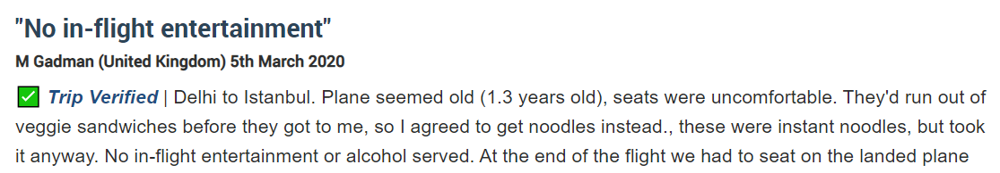 "No in-flight entertainment"
M Gadman (United Kingdom) 5th March 2020
✅ Trip Verified | Delhi to Istanbul. Plane seemed old (1.3 years old), seats were uncomfortable. They'd run out of
veggie sandwiches before they got to me, so I agreed to get noodles instead., these were instant noodles, but took
it anyway. No in-flight entertainment or alcohol served. At the end of the flight we had to seat on the landed plane